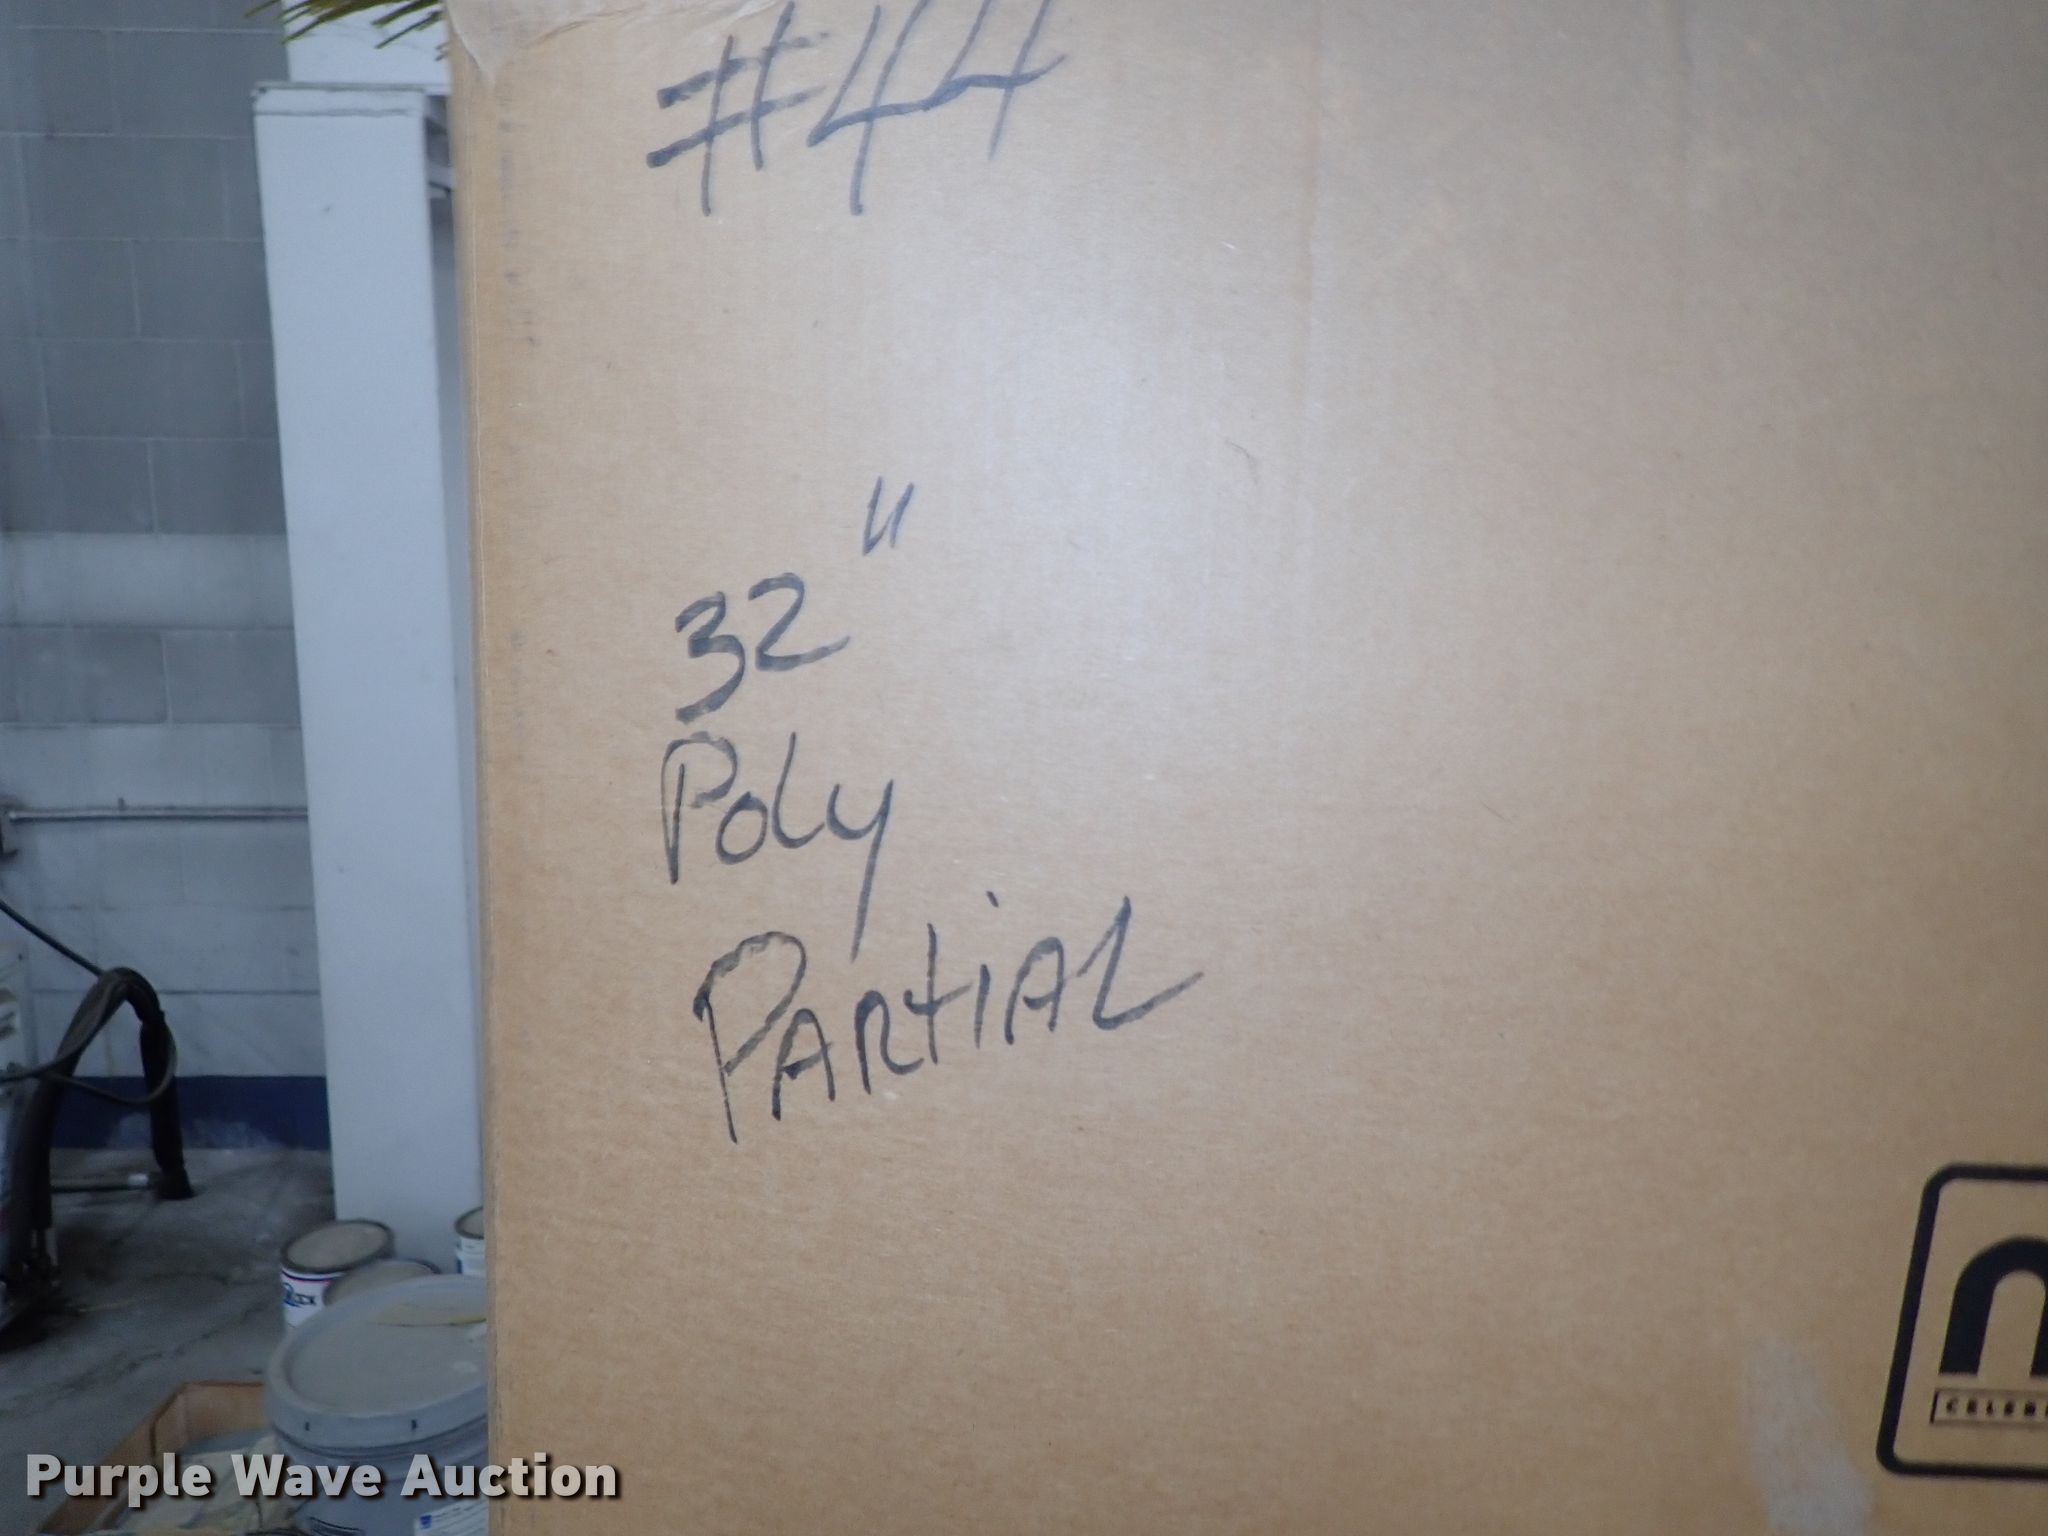 #44
32"
Poly
PARTiAL
Purple Wave Auction